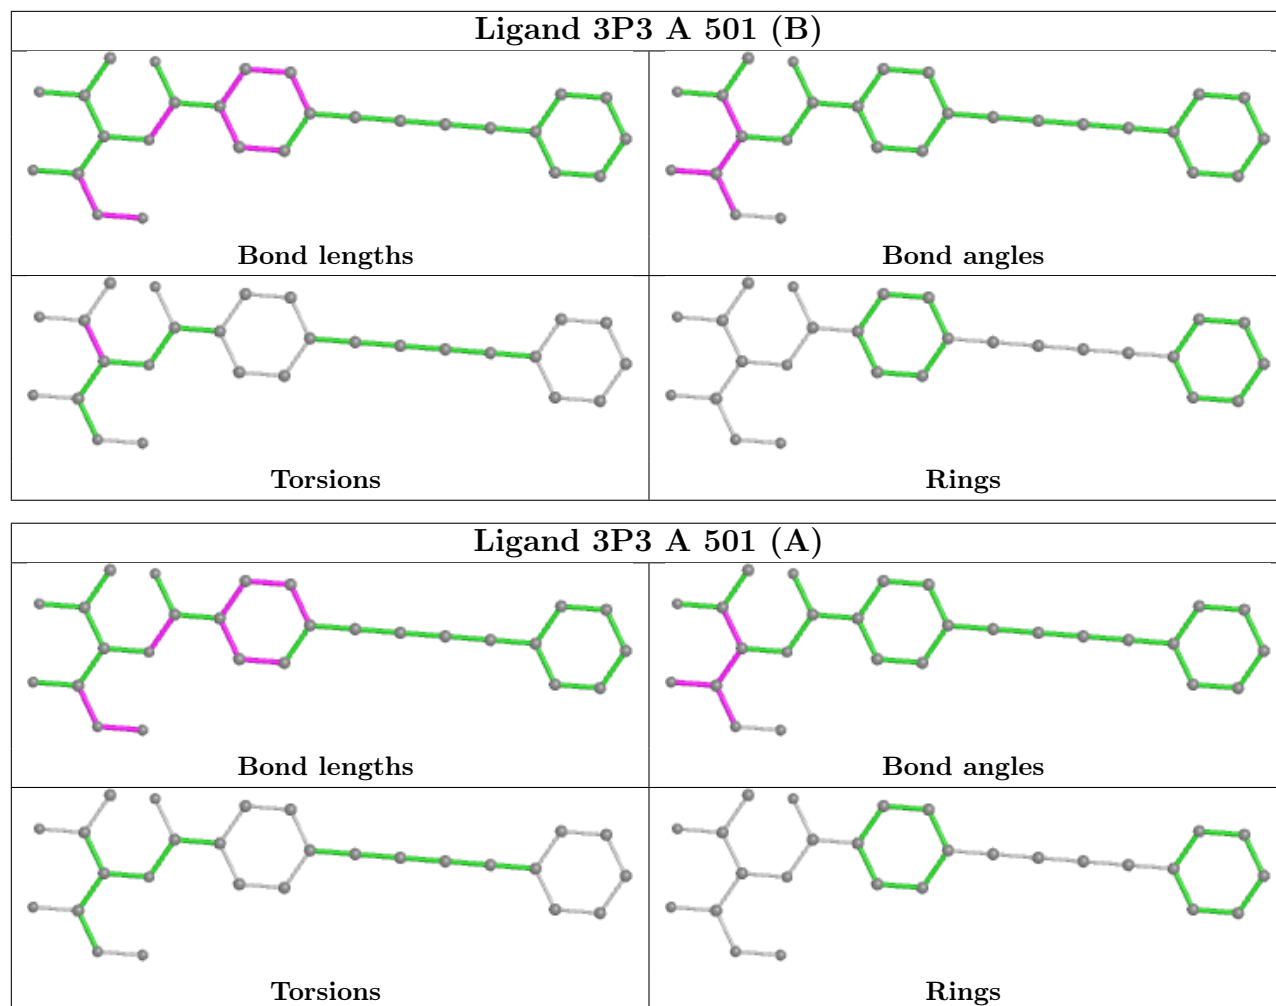 Ligand 3P3 A 501 (B)
Bond lengths
Bond angles
Torsions
Rings
Ligand 3P3 A 501 (A)
Bond lengths
Bond angles
Torsions
Rings